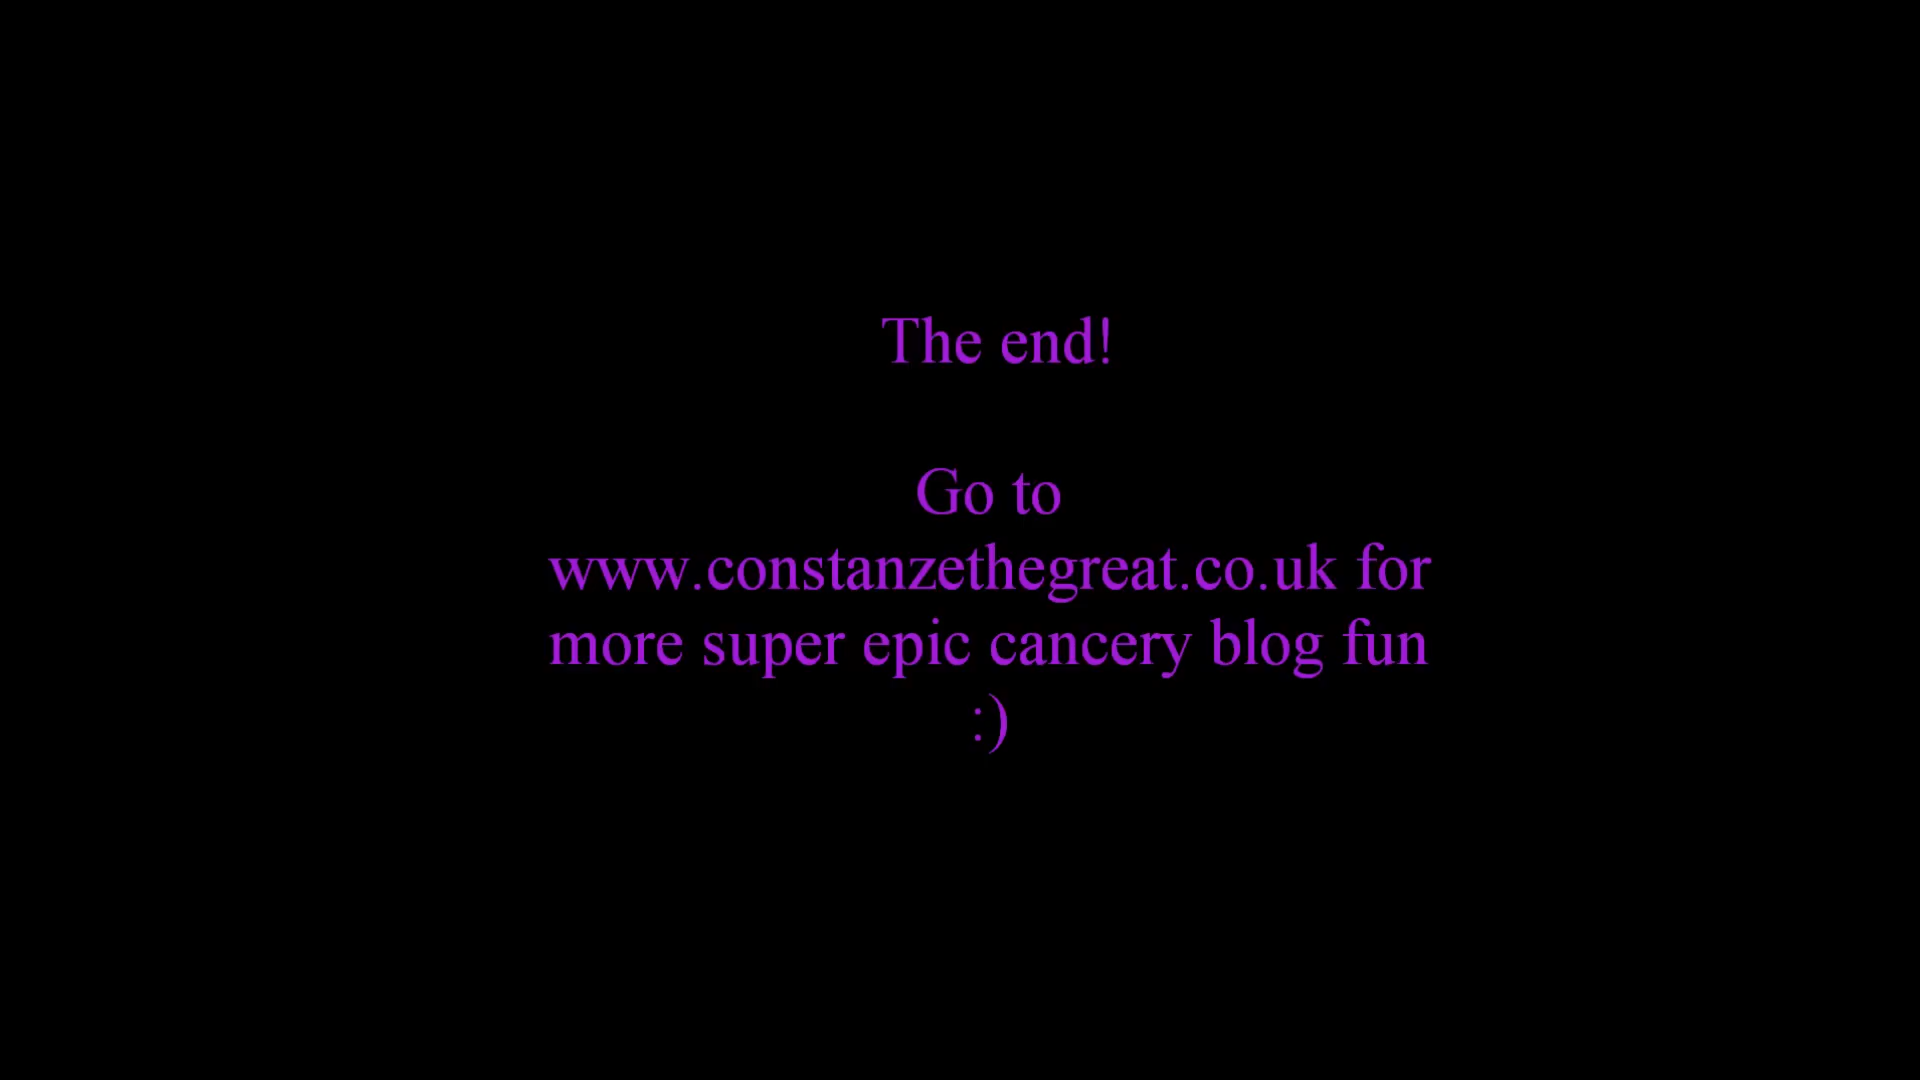 The end!
Go to
www.constanzethegreat.co.uk for
more super epic cancery blog fun
:)